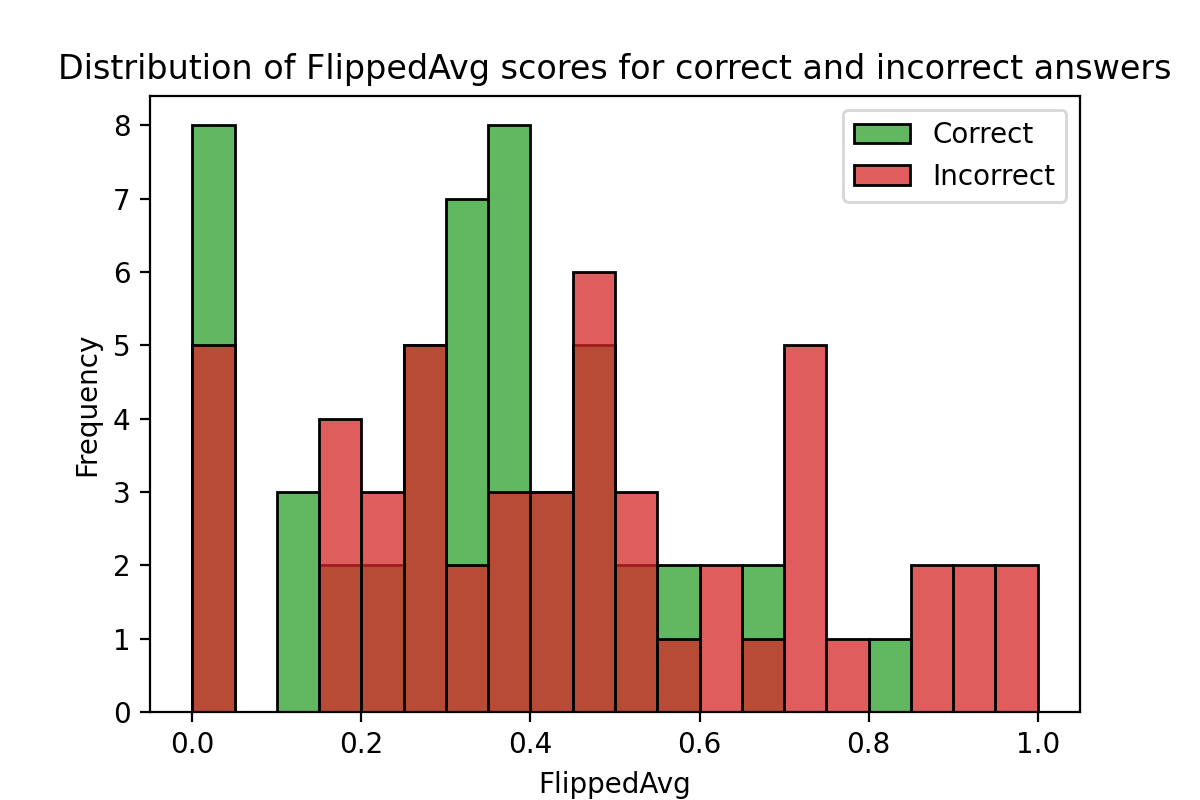 Distribution of FlippedAvg scores for correct and incorrect answers
Correct
Incorrect
8
7
6
5
4
3
2
1
0
Frequency
0.0 0.2 0.4 0.6 0.8 1.0
FlippedAvg